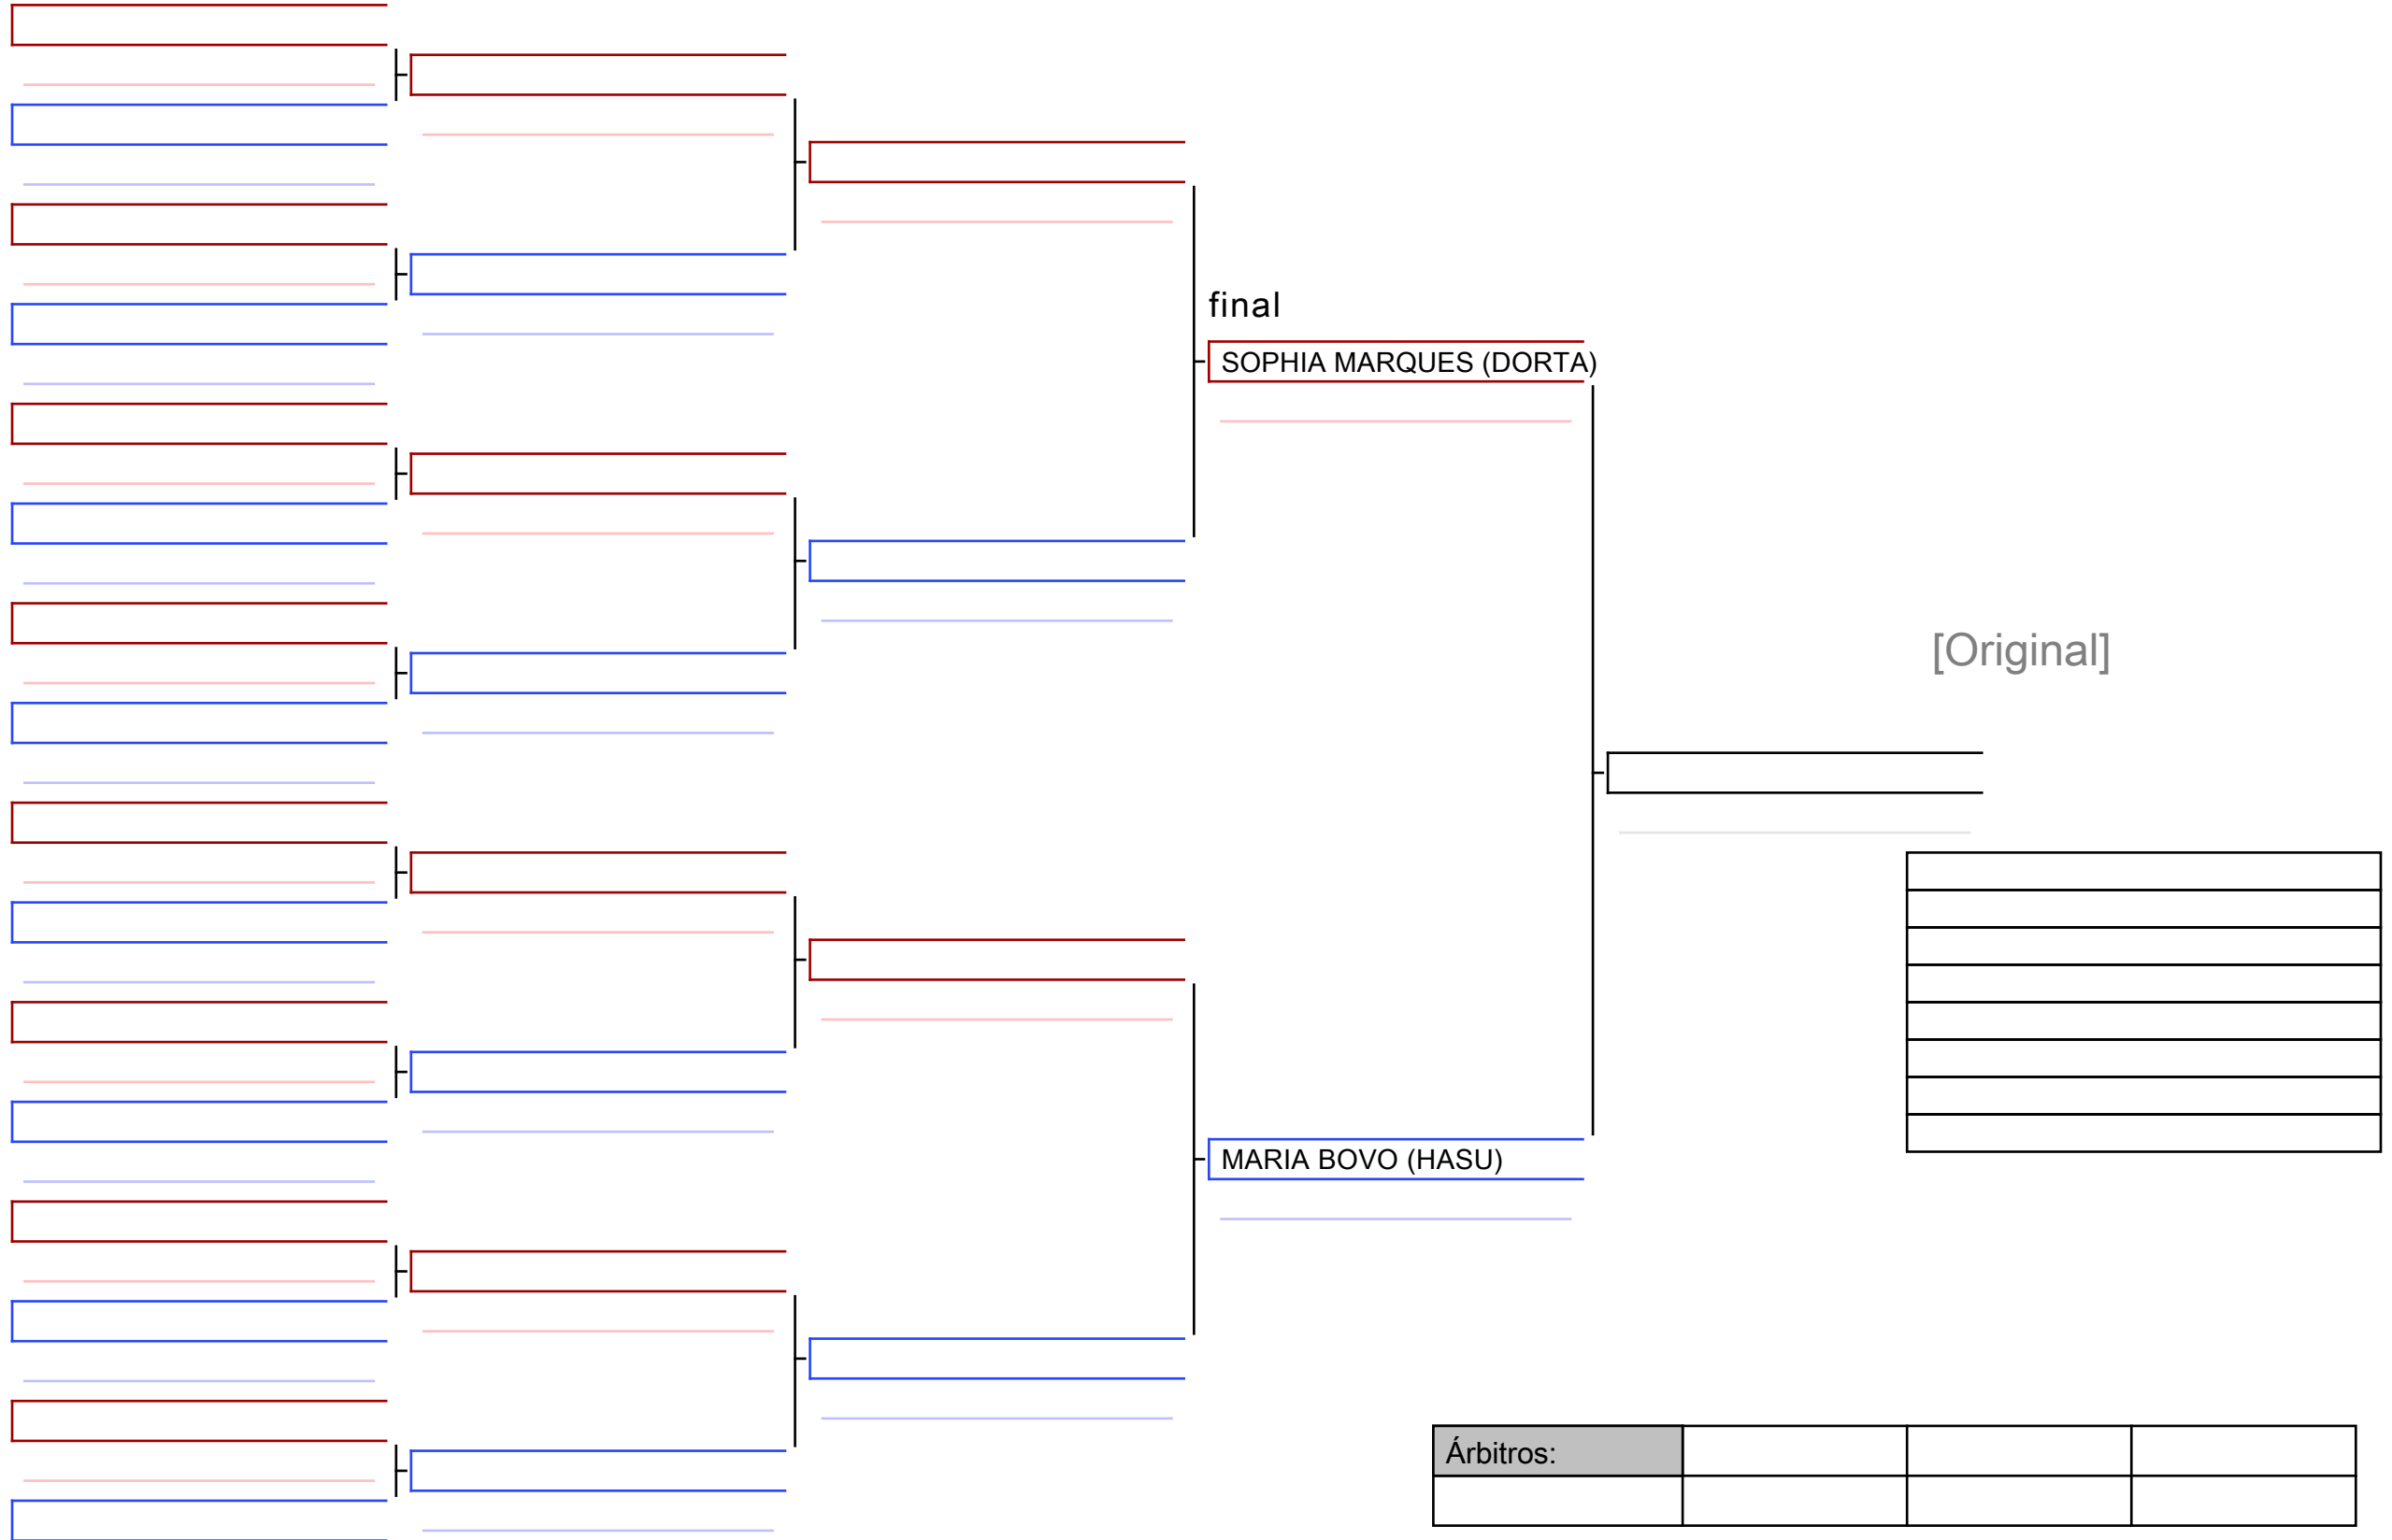 final
SOPHIA MARQUES (DORTA)
[Original]
MARIA BOVO (HASU)
Árbitros: